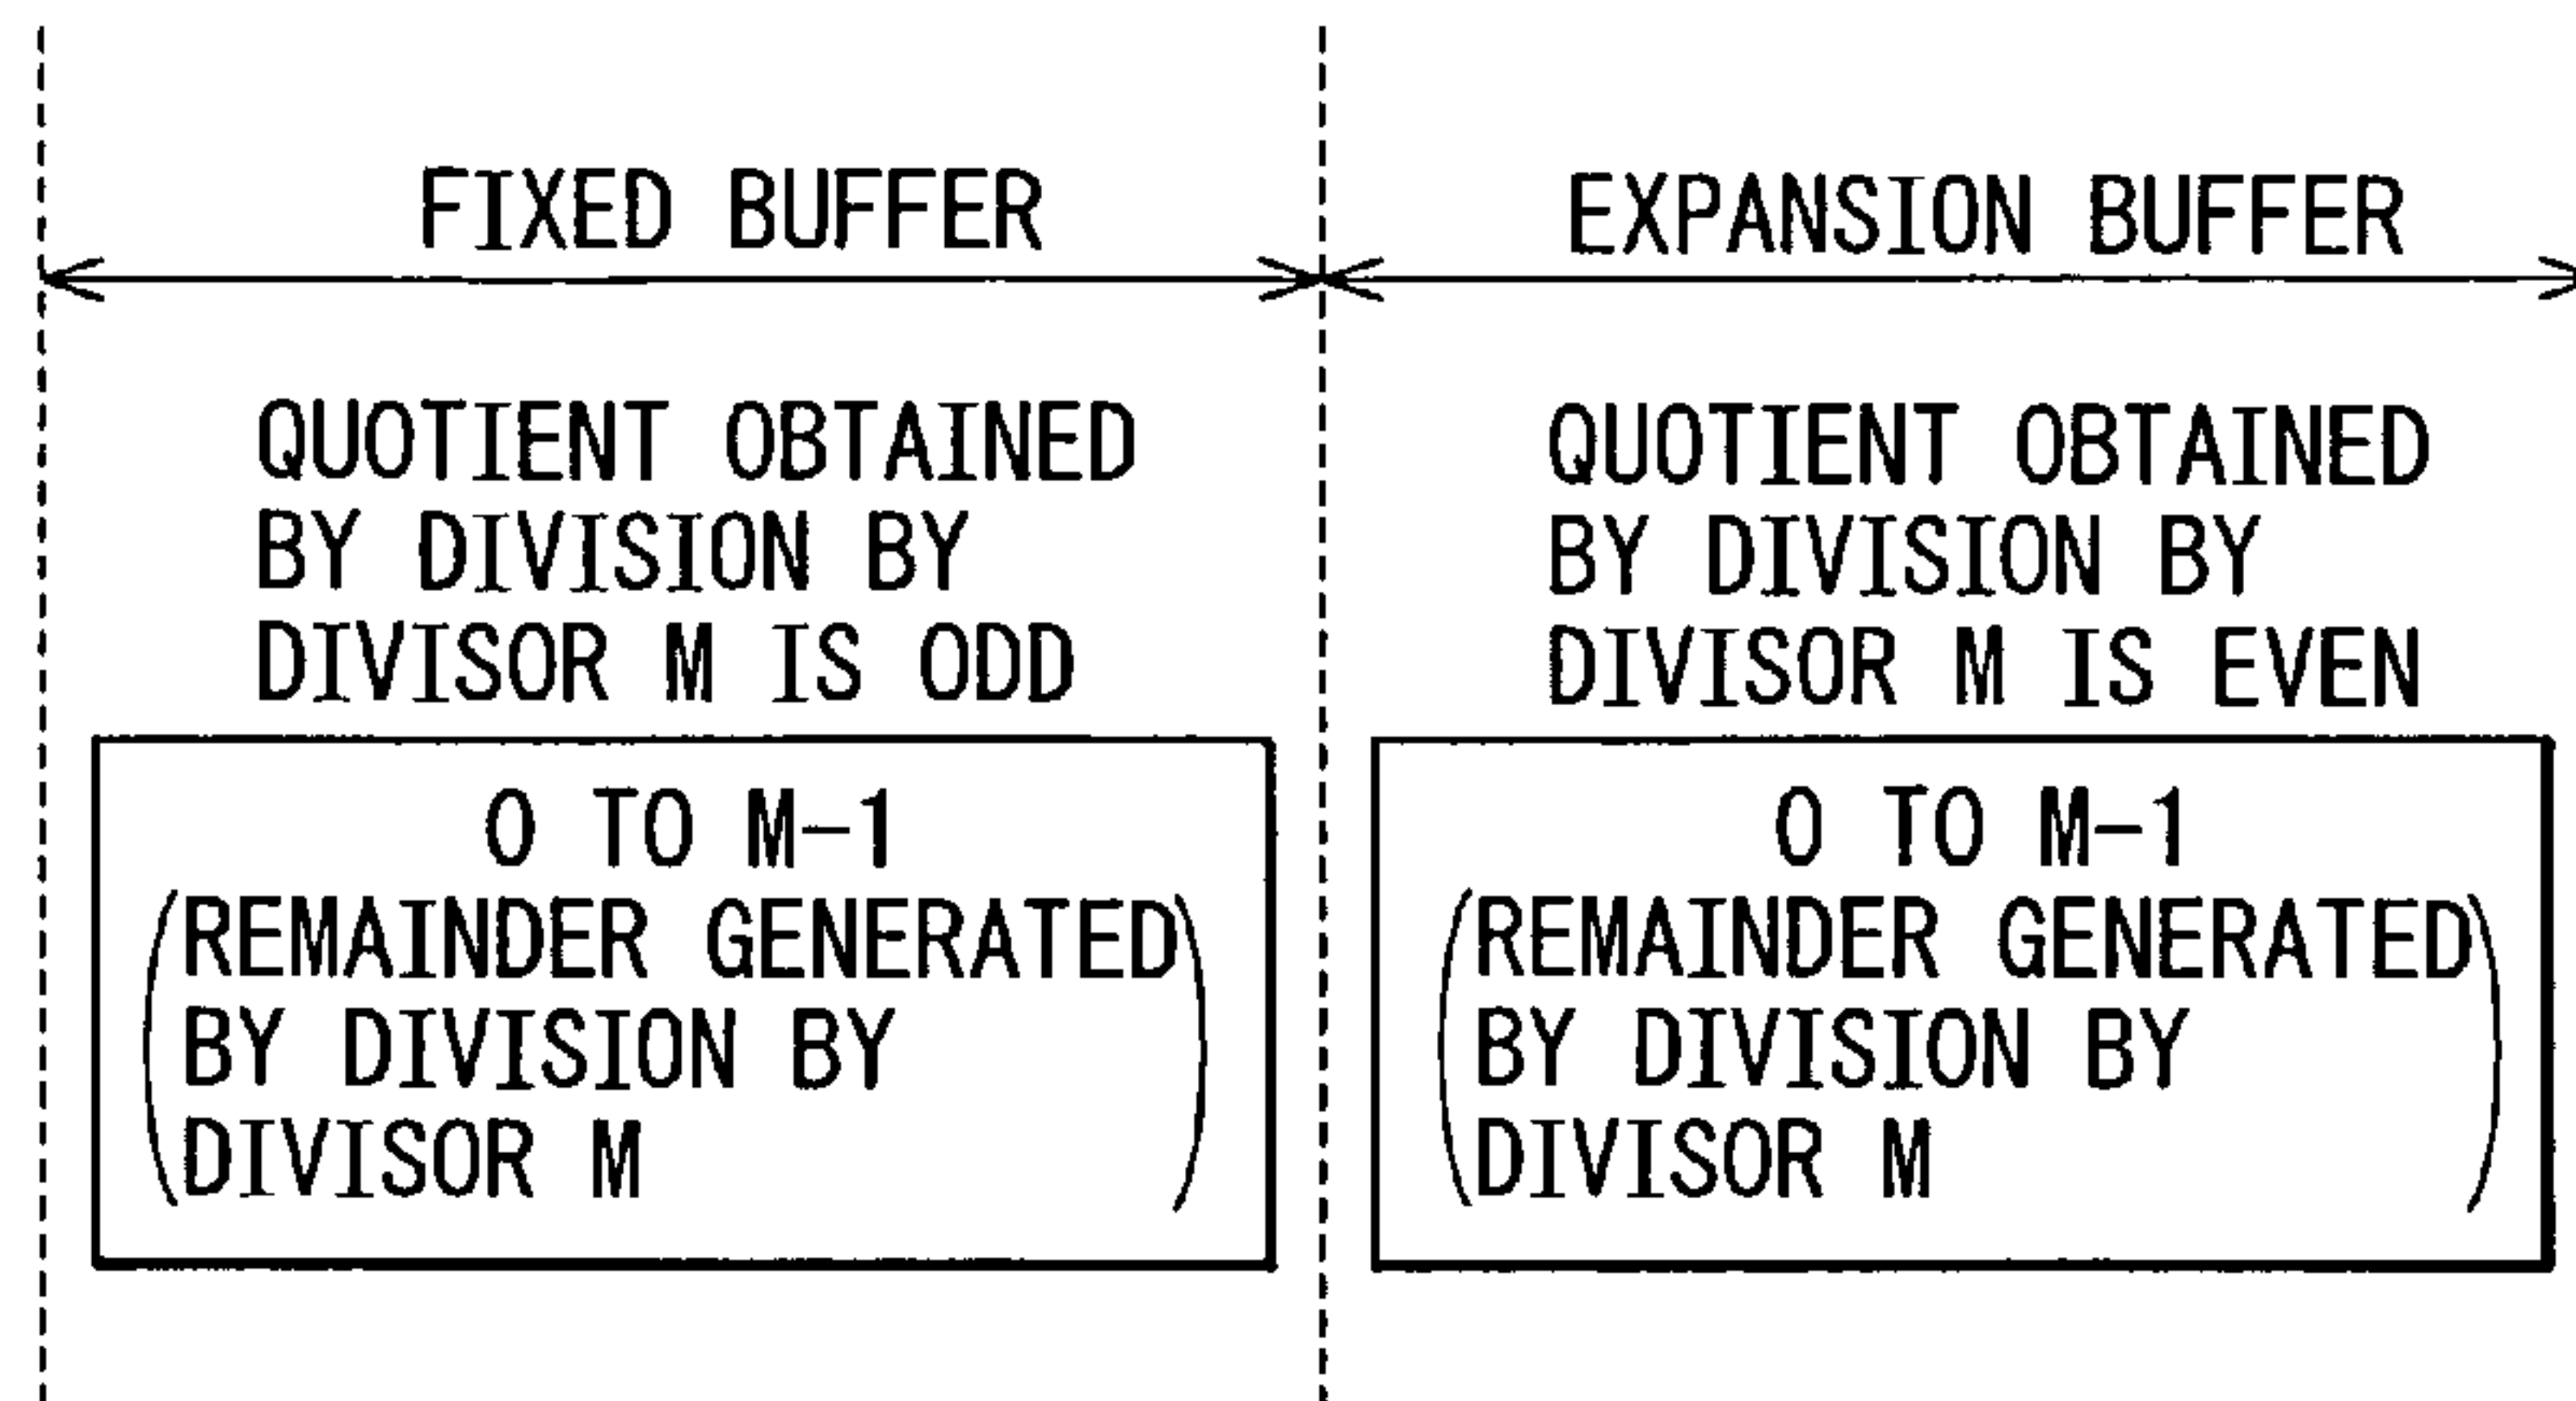 FIXED BUFFER
QUOTIENT OBTAINED
BY DIVISION BY
DIVISOR M IS ODD
0 TO M-1
(REMAINDER GENERATED
BY DIVISION BY
DIVISOR M)
EXPANSION BUFFER
QUOTIENT OBTAINED
BY DIVISION BY
DIVISOR M IS EVEN
0 TO M-1
(REMAINDER GENERATED
BY DIVISION BY
DIVISOR M)